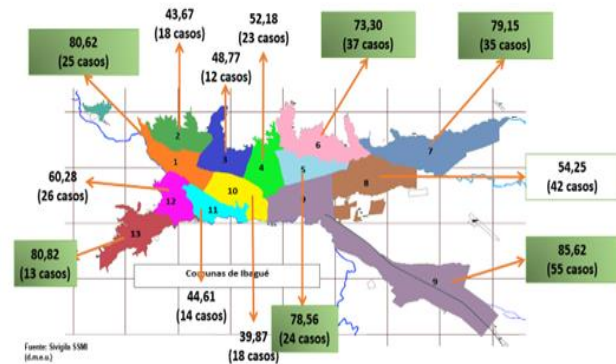 43,67
(18 casos)
52,18
(23 casos)
73,30
(37 casos)
79,15
(35 casos)
80,62
(25 casos)
48,77
(12 casos)
2
6
7
1
3
4
5
8
54,25
(42 casos)
60,28
(26 casos)
12
10
11
9
13
80,82
(13 casos)
Comunas de Ibagué
9
85,62
(55 casos)
44,61
(14 casos)
39,87
(18 casos)
78,56
(24 casos)
Fuente: Sivigila SSMI
(d.m.e.u.)